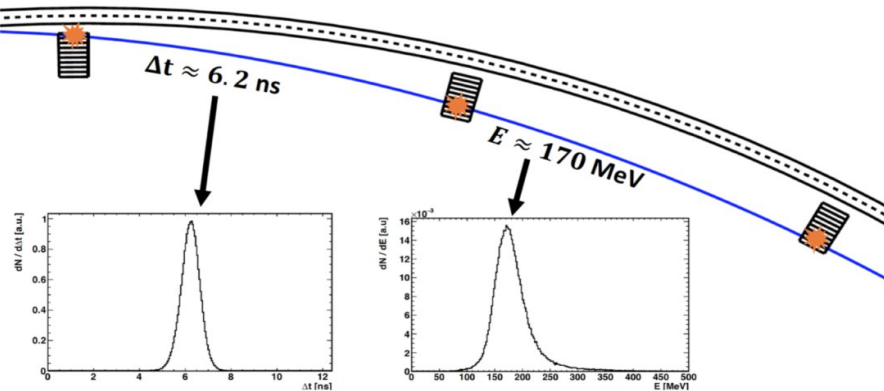 Δt ≈ 6.2 ns
E ≈ 170 MeV
dN / dΔt [a.u.]
1
0.8
0.6
0.4
0.2
0 2 4 6 8 10 12
Δt [ns]
×10⁻³
dN / dE [a.u]
16
14
12
10
8
6
4
2
0
0 50 100 150 200 250 300 350 400 450 500
E [MeV]